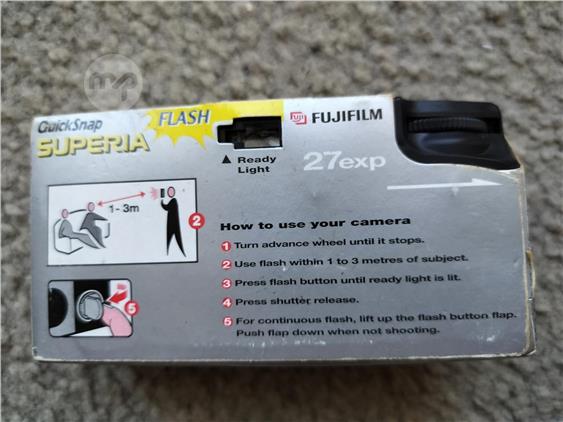 QuickSnap
SUPERIA
FLASH
FUJI FUJIFILM
Ready
Light
27exp
1 - 3m
2
5
How to use your camera
1 Turn advance wheel until it stops.
2 Use flash within 1 to 3 metres of subject.
3 Press flash button until ready light is lit.
4 Press shutter release.
5 For continuous flash, lift up the flash button flap.
Push flap down when not shooting.